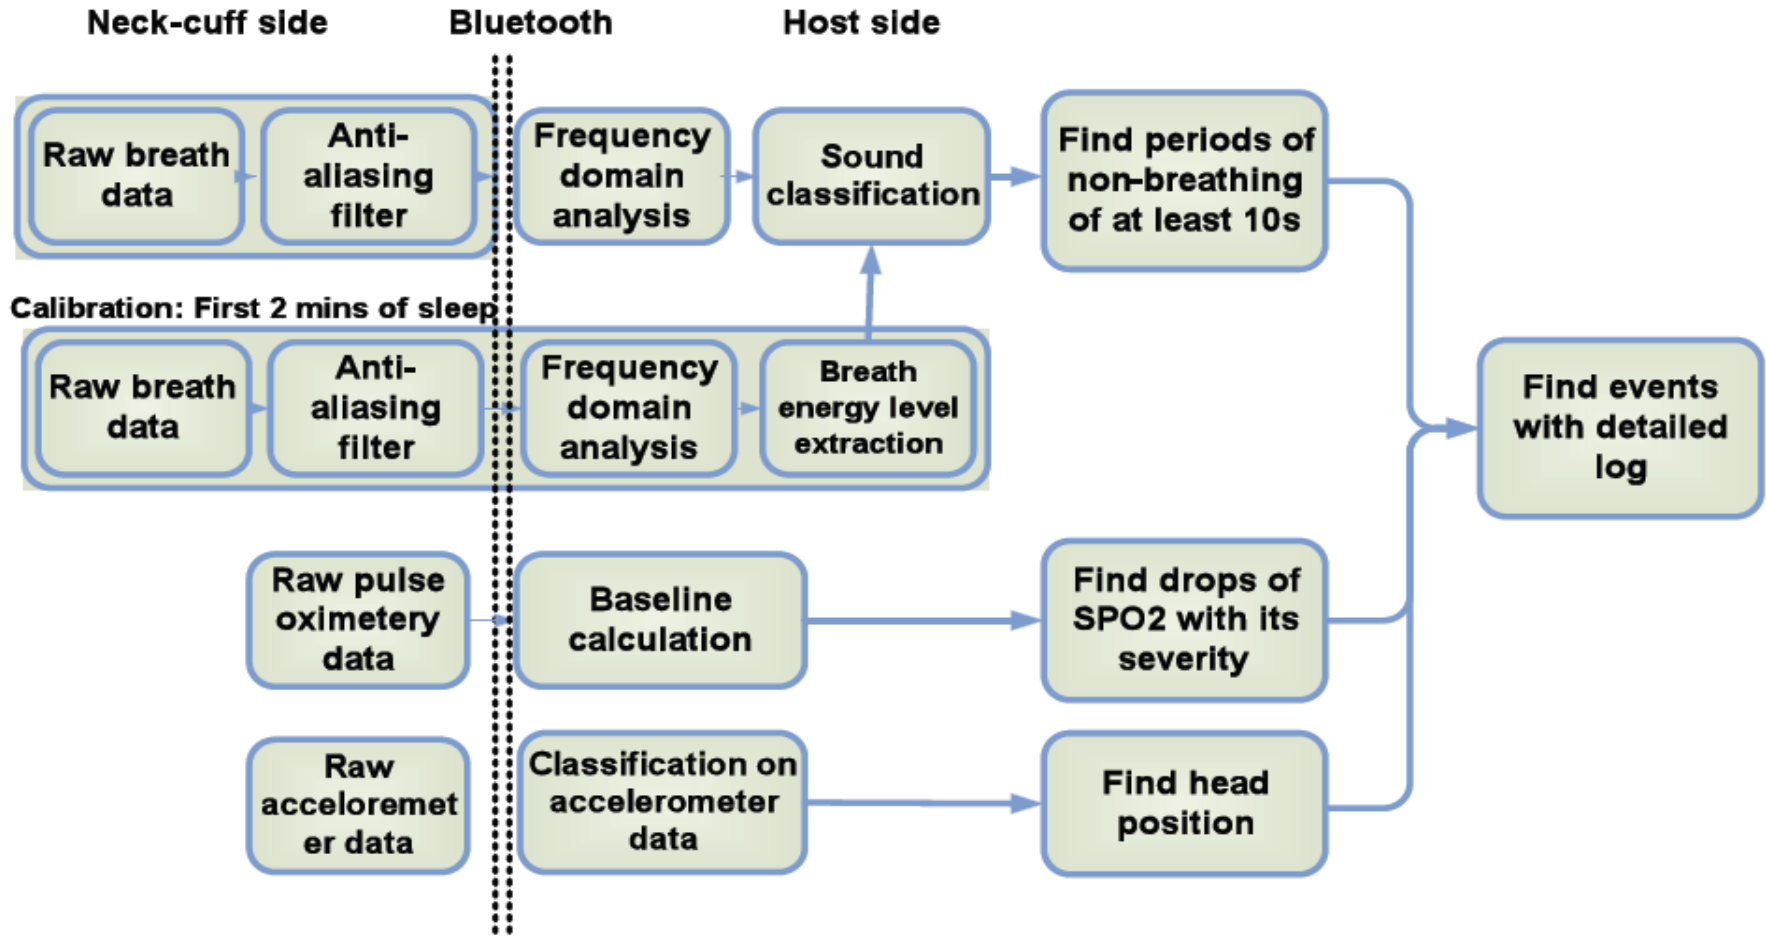 Neck-cuff side
Bluetooth
Host side
Raw breath
data
Anti-
aliasing
filter
Frequency
domain
analysis
Sound
classification
Find periods of
non-breathing
of at least 10s
Calibration: First 2 mins of sleep
Raw breath
data
Anti-
aliasing
filter
Frequency
domain
analysis
Breath
energy level
extraction
Find events
with detailed
log
Raw pulse
oximetery
data
Baseline
calculation
Find drops of
SPO2 with its
severity
Raw
acceloremet
er data
Classification on
accelerometer
data
Find head
position